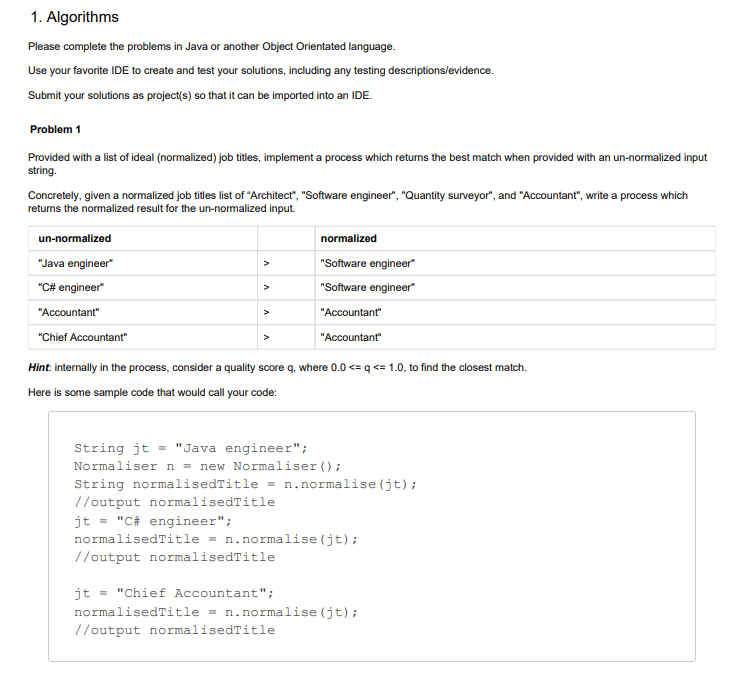 1. Algorithms
Please complete the problems in Java or another Object Orientated language.
Use your favorite IDE to create and test your solutions, including any testing descriptions/evidence.
Submit your solutions as project(s) so that it can be imported into an IDE.
Problem 1
Provided with a list of ideal (normalized) job titles, implement a process which returns the best match when provided with an un-normalized input
string.
Concretely, given a normalized job titles list of "Architect", "Software engineer", "Quantity surveyor", and "Accountant", write a process which
returns the normalized result for the un-normalized input.
un-normalized normalized
"Java engineer" > "Software engineer"
"C# engineer" > "Software engineer"
"Accountant" > "Accountant"
"Chief Accountant" > "Accountant"
Hint: internally in the process, consider a quality score q, where 0.0 <= q <= 1.0, to find the closest match.
Here is some sample code that would call your code:
String jt = "Java engineer";
Normaliser n = new Normaliser();
String normalisedTitle = n.normalise(jt);
//output normalisedTitle
jt = "C# engineer";
normalisedTitle = n.normalise(jt);
//output normalisedTitle
jt = "Chief Accountant";
normalisedTitle = n.normalise(jt);
//output normalisedTitle